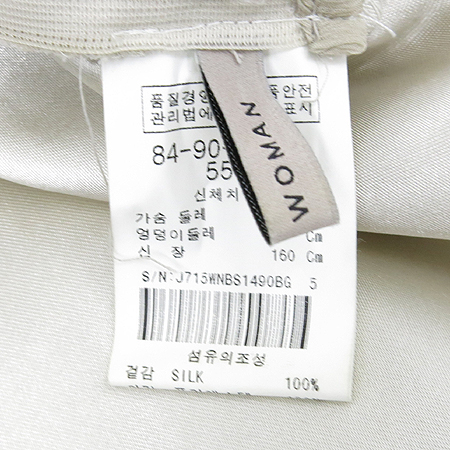 품질경영 품안전
관리법에 표시
84-90-
55
신체치
가슴 둘레
엉덩이둘레 Cm
신 장 160 Cm
S/N:J715WNBS1490BG 5
섬유의조성
겉감 SILK 100%
WOMAN